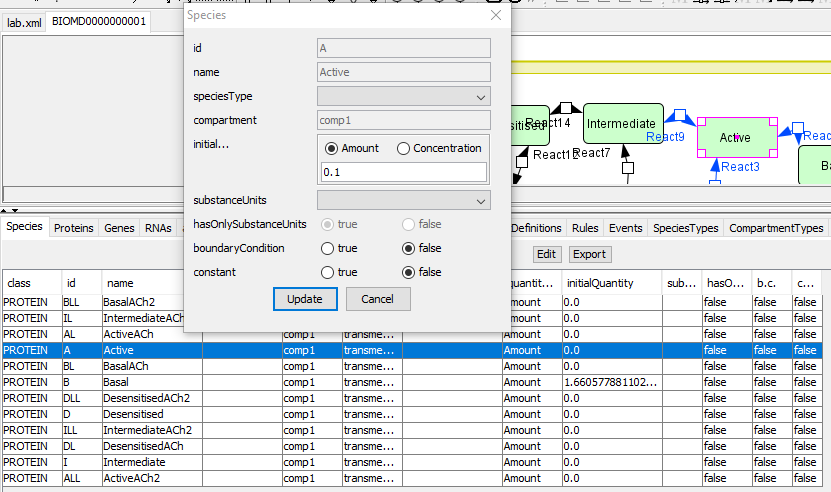 lab.xml BIOMD0000000001
Species
id A
name Active
speciesType
compartment comp1
initial... Amount Concentration
0.1
substanceUnits
hasOnlySubstanceUnits true false
boundaryCondition true false
constant true false
Update Cancel
React14 Intermediate React9 Active
React12 React7 React3
Species Proteins Genes RNAs Definitions Rules Events SpeciesTypes CompartmentTypes
Edit Export
class id name quantit... initialQuantity sub... hasO... b.c. c...
PROTEIN BLL BasalACh2 Amount 0.0 false false false
PROTEIN IL IntermediateACh Amount 0.0 false false false
PROTEIN AL ActiveACh comp1 transme... Amount 0.0 false false false
PROTEIN A Active comp1 transme... Amount 0.0 false false false
PROTEIN BL BasalACh comp1 transme... Amount 0.0 false false false
PROTEIN B Basal comp1 transme... Amount 1.660577881102... false false false
PROTEIN DLL DesensitisedACh2 comp1 transme... Amount 0.0 false false false
PROTEIN D Desensitised comp1 transme... Amount 0.0 false false false
PROTEIN ILL IntermediateACh2 comp1 transme... Amount 0.0 false false false
PROTEIN DL DesensitisedACh comp1 transme... Amount 0.0 false false false
PROTEIN I Intermediate comp1 transme... Amount 0.0 false false false
PROTEIN ALL ActiveACh2 comp1 transme... Amount 0.0 false false false